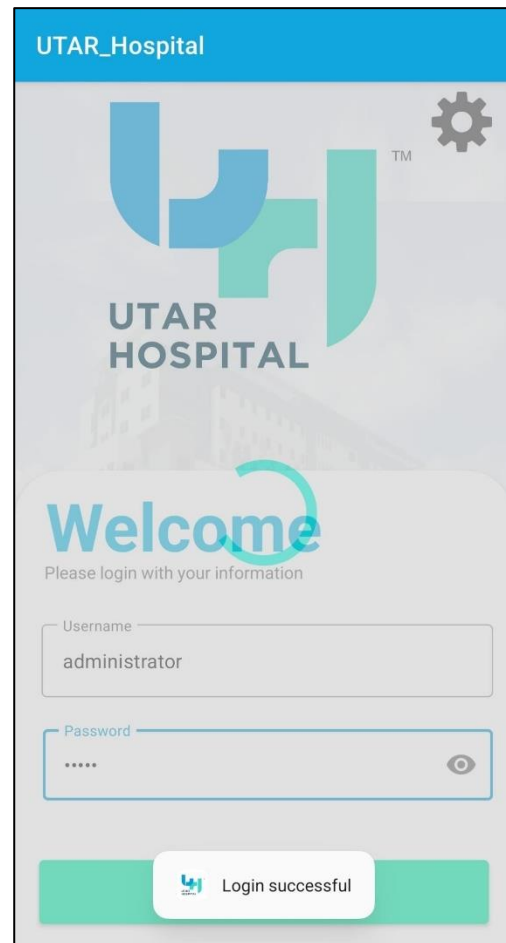 UTAR_Hospital
TM
UTAR
HOSPITAL
Welcome
Please login with your information
Username
administrator
Password
•••••
Login successful